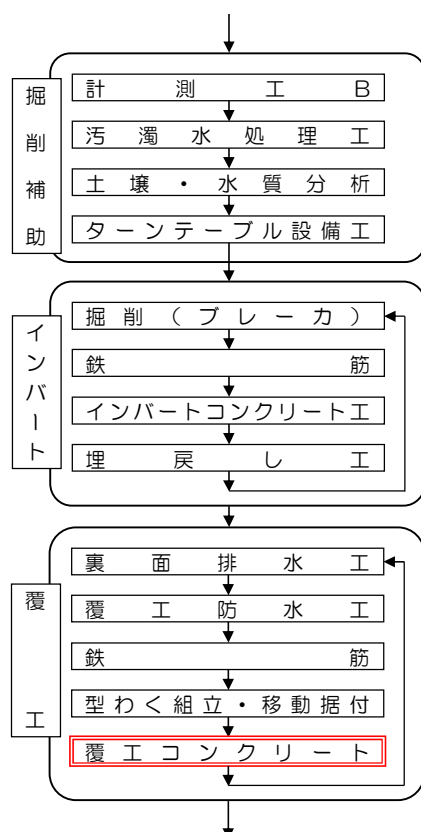 掘削補助
計測工B
汚濁水処理工
土壌・水質分析
ターンテーブル設備工
インバート
掘削（ブレーカ）
鉄筋
インバートコンクリート工
埋戻し工
覆工
裏面排水工
覆工防水工
鉄筋
型わく組立・移動据付
覆工コンクリート